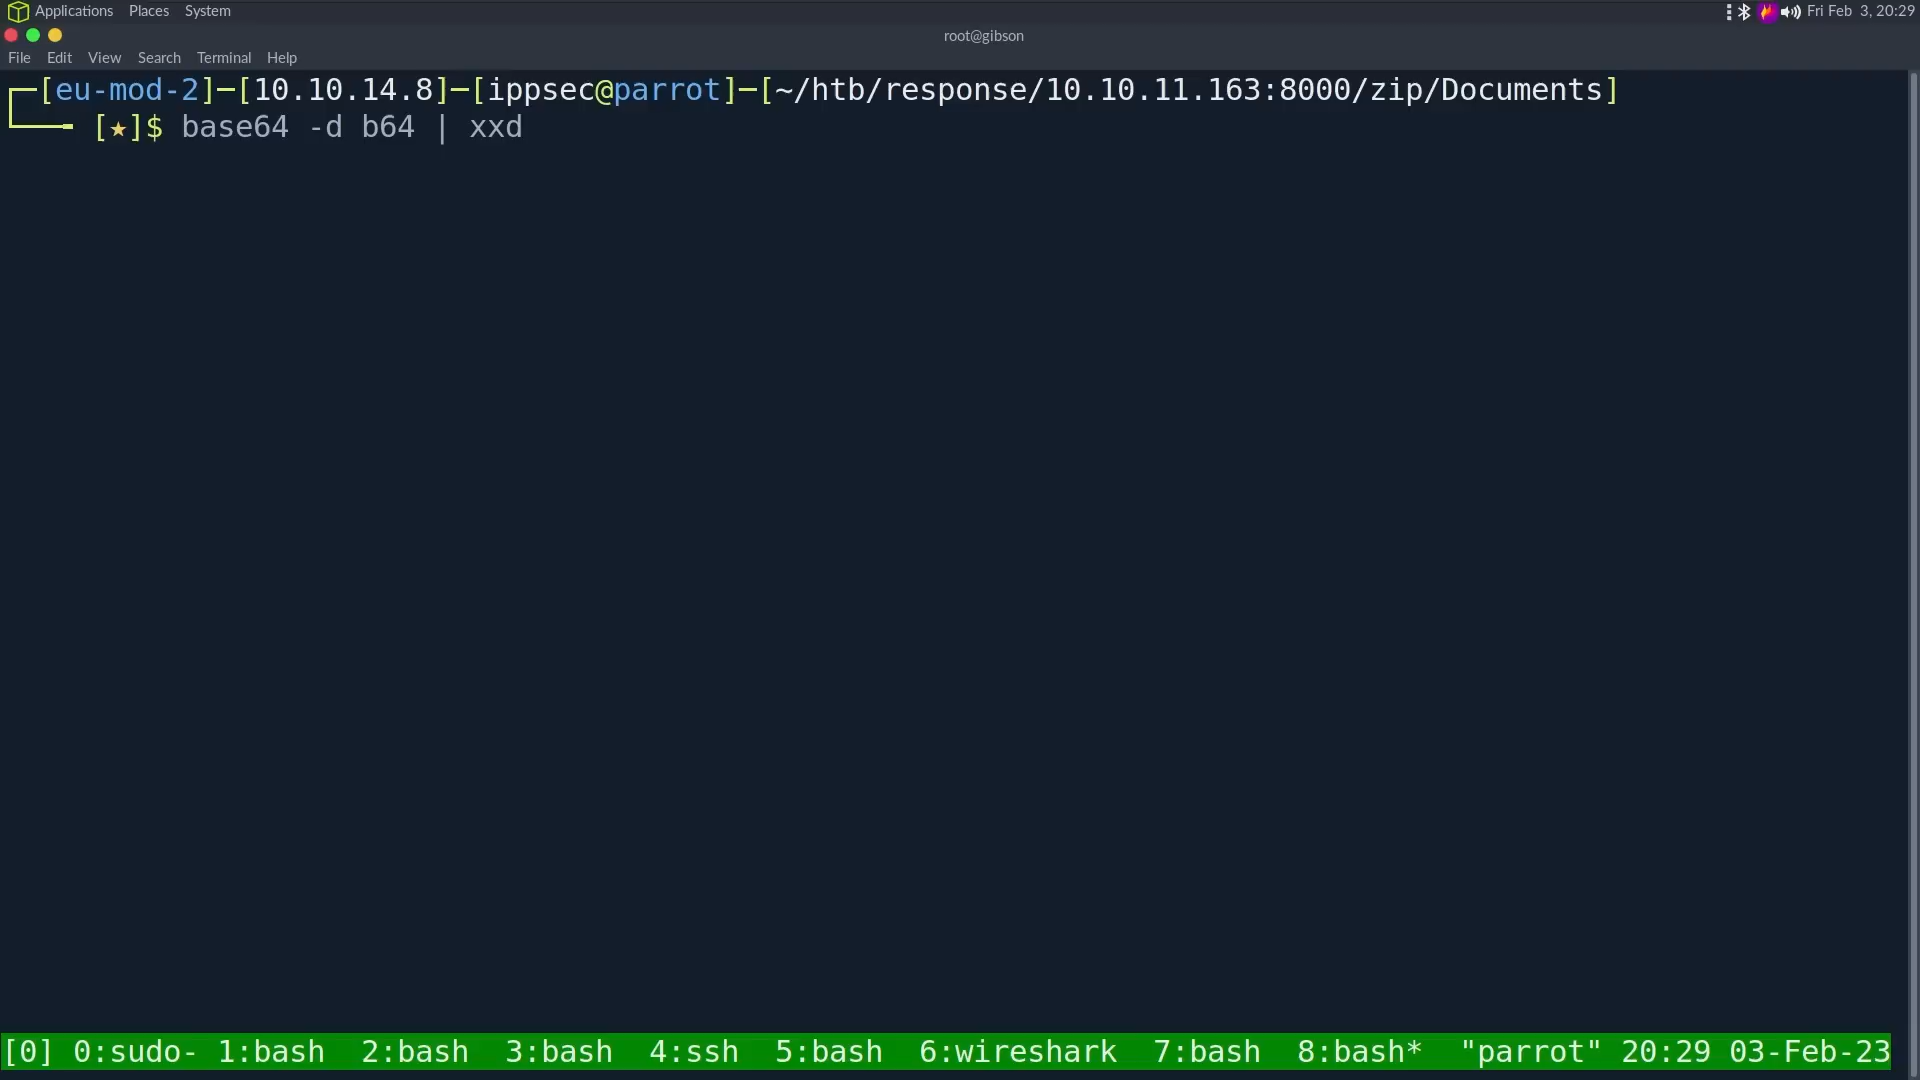 Applications Places System
Fri Feb 3, 20:29
root@gibson
File Edit View Search Terminal Help
┌─[eu-mod-2]─[10.10.14.8]─[ippsec@parrot]─[~/htb/response/10.10.11.163:8000/zip/Documents]
└──╼ [★]$ base64 -d b64 | xxd
[0] 0:sudo- 1:bash  2:bash  3:bash  4:ssh  5:bash  6:wireshark  7:bash  8:bash*  "parrot" 20:29 03-Feb-23